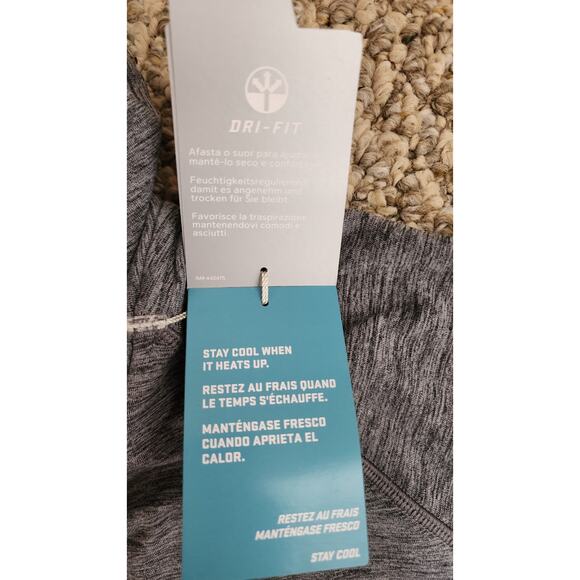 DRI-FIT
Afasta o suor para
mantê-lo seco e
Feuchtigkeitsregulierend
damit es angenehm und
trocken für Sie bleibt.
Favorisce la traspirazione
mantenendovi comodi e
asciutti.
STAY COOL WHEN
IT HEATS UP.
RESTEZ AU FRAIS QUAND
LE TEMPS S'ÉCHAUFFE.
MANTÉNGASE FRESCO
CUANDO APRIETA EL
CALOR.
RESTEZ AU FRAIS
MANTÉNGASE FRESCO
STAY COOL